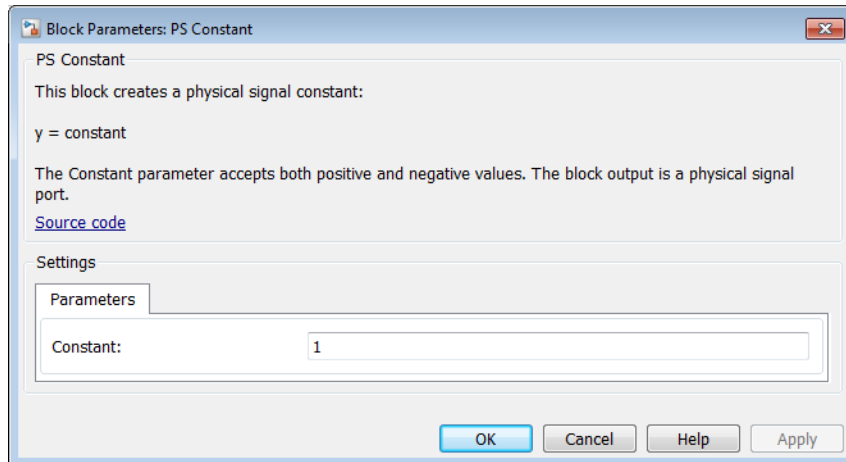 Block Parameters: PS Constant
PS Constant
This block creates a physical signal constant:
y = constant
The Constant parameter accepts both positive and negative values. The block output is a physical signal
port.
Source code
Settings
Parameters
Constant:
1
OK
Cancel
Help
Apply